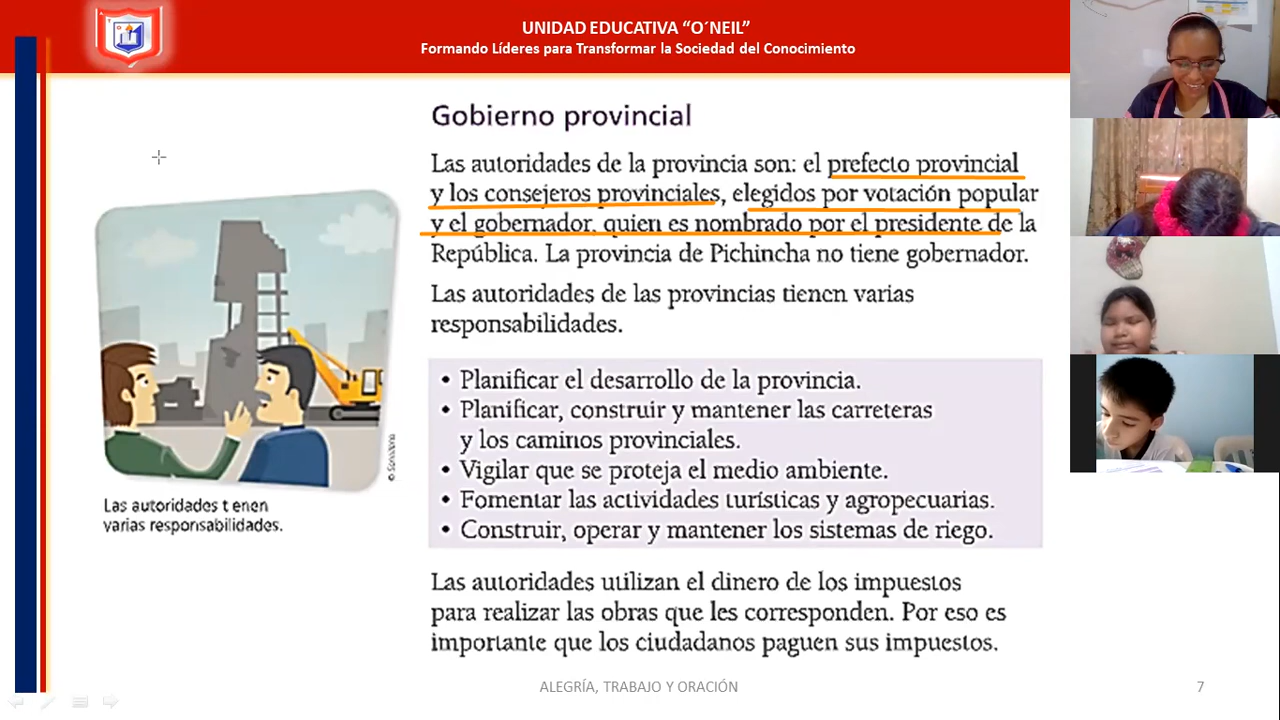 UNIDAD EDUCATIVA “O´NEIL”
Formando Líderes para Transformar la Sociedad del Conocimiento
Gobierno provincial
Las autoridades de la provincia son: el prefecto provincial
y los consejeros provinciales, elegidos por votación popular
y el gobernador, quien es nombrado por el presidente de la
República. La provincia de Pichincha no tiene gobernador.
Las autoridades de las provincias tienen varias
responsabilidades.
• Planificar el desarrollo de la provincia.
• Planificar, construir y mantener las carreteras
y los caminos provinciales.
• Vigilar que se proteja el medio ambiente.
• Fomentar las actividades turísticas y agropecuarias.
• Construir, operar y mantener los sistemas de riego.
© Santillana
Las autoridades t enen
varias responsabilidades.
Las autoridades utilizan el dinero de los impuestos
para realizar las obras que les corresponden. Por eso es
importante que los ciudadanos paguen sus impuestos.
ALEGRÍA, TRABAJO Y ORACIÓN
7